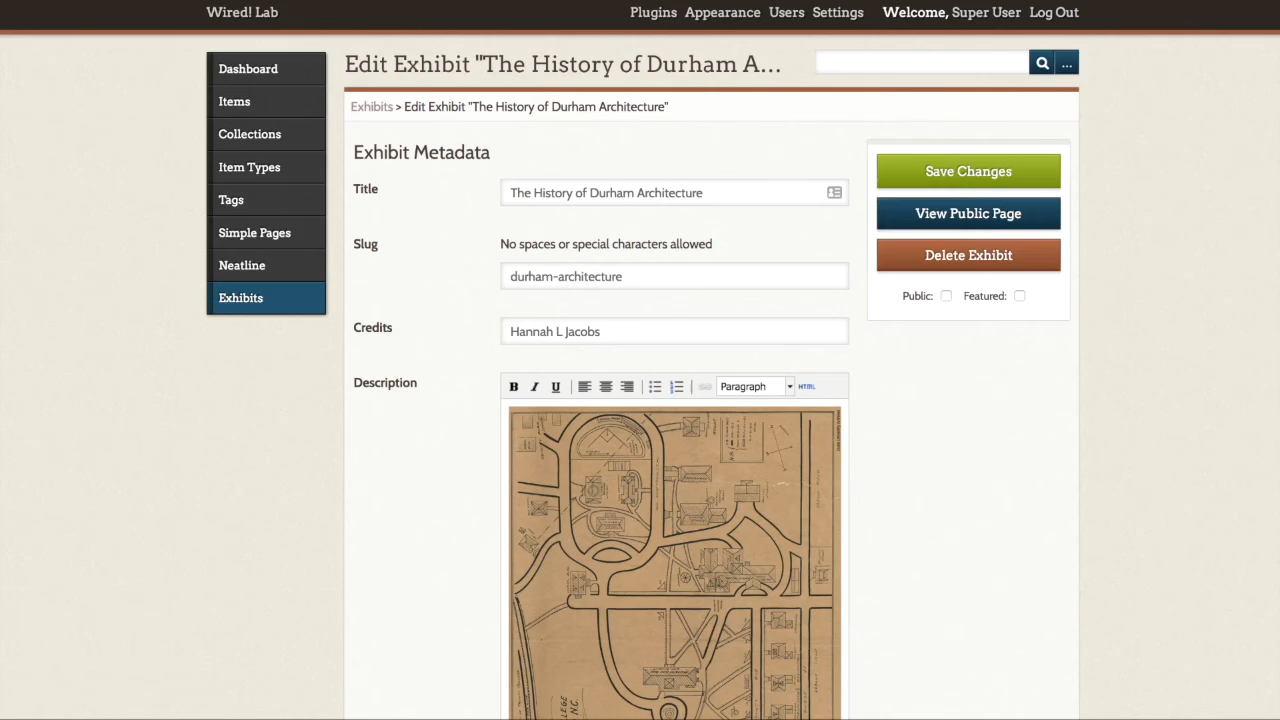 Wired! Lab
Plugins Appearance Users Settings Welcome, Super User Log Out
Dashboard
Items
Collections
Item Types
Tags
Simple Pages
Neatline
Exhibits
Edit Exhibit "The History of Durham A...
...
Exhibits > Edit Exhibit "The History of Durham Architecture"
Exhibit Metadata
Title
The History of Durham Architecture
Slug
No spaces or special characters allowed
durham-architecture
Credits
Hannah L Jacobs
Description
B I U Paragraph HTML
Save Changes
View Public Page
Delete Exhibit
Public: Featured: